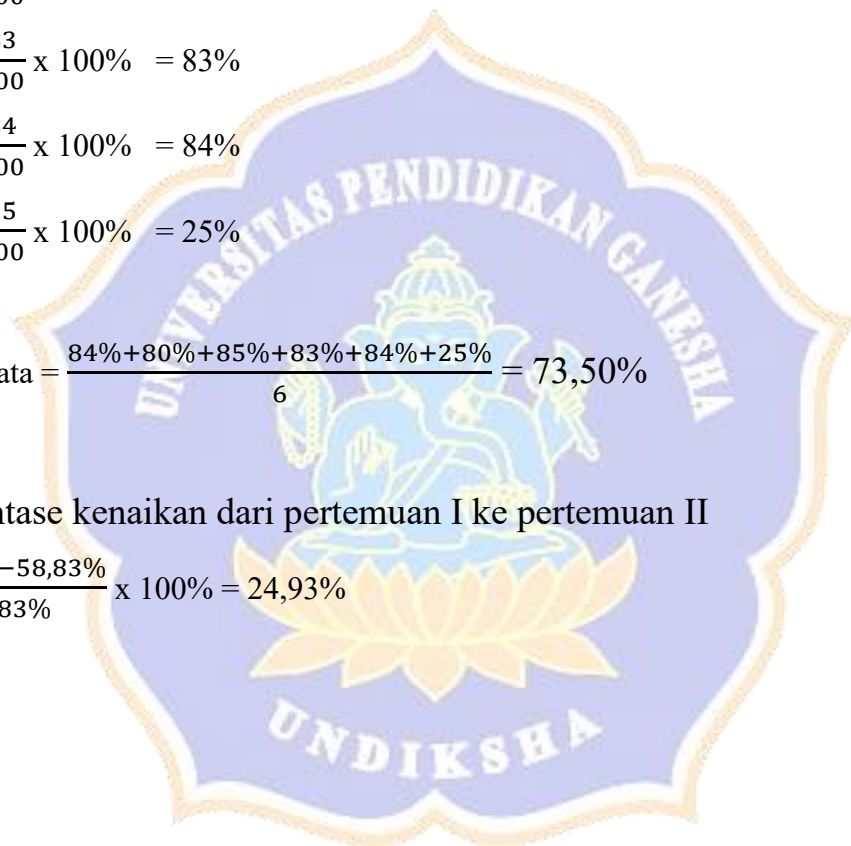 00
3/00 x 100% = 83%
4/00 x 100% = 84%
5/00 x 100% = 25%
UNIVERSITAS PENDIDIKAN GANESHA
ata = 84%+80%+85%+83%+84%+25%/6 = 73,50%
ntase kenaikan dari pertemuan I ke pertemuan II
−58,83%/83% x 100% = 24,93%
UNDIKSHA